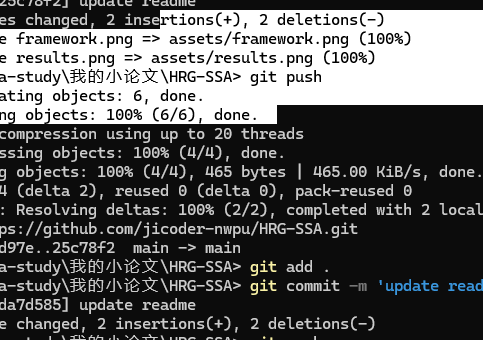 25c78f2] update readme
es changed, 2 insertions(+), 2 deletions(-)
e framework.png => assets/framework.png (100%)
e results.png => assets/results.png (100%)
a-study\我的小论文\HRG-SSA> git push
ating objects: 6, done.
ng objects: 100% (6/6), done.
compression using up to 20 threads
ssing objects: 100% (4/4), done.
g objects: 100% (4/4), 465 bytes | 465.00 KiB/s, done.
4 (delta 2), reused 0 (delta 0), pack-reused 0
: Resolving deltas: 100% (2/2), completed with 2 local
ps://github.com/jicoder-nwpu/HRG-SSA.git
d97e..25c78f2  main -> main
a-study\我的小论文\HRG-SSA> git add .
a-study\我的小论文\HRG-SSA> git commit -m 'update read
da7d585] update readme
e changed, 2 insertions(+), 2 deletions(-)